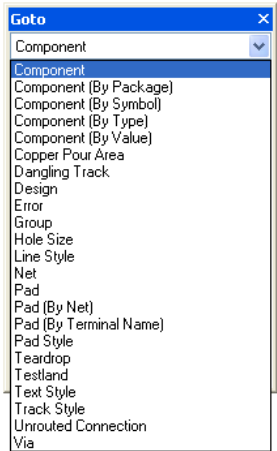 Goto
Component
Component
Component (By Package)
Component (By Symbol)
Component (By Type)
Component (By Value)
Copper Pour Area
Dangling Track
Design
Error
Group
Hole Size
Line Style
Net
Pad
Pad (By Net)
Pad (By Terminal Name)
Pad Style
Teardrop
Testland
Text Style
Track Style
Unrouted Connection
Via